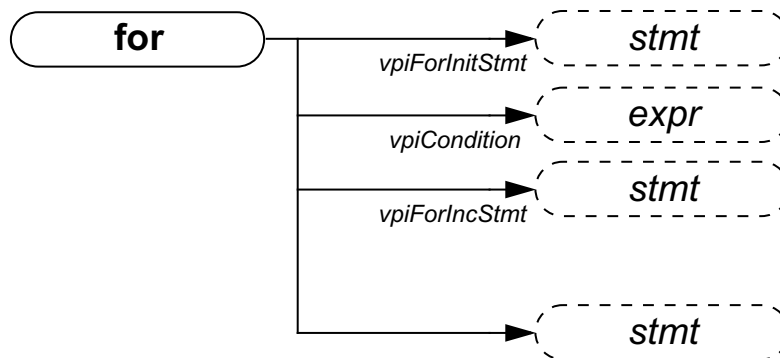 for
stmt
vpiForInitStmt
expr
vpiCondition
stmt
vpiForIncStmt
stmt